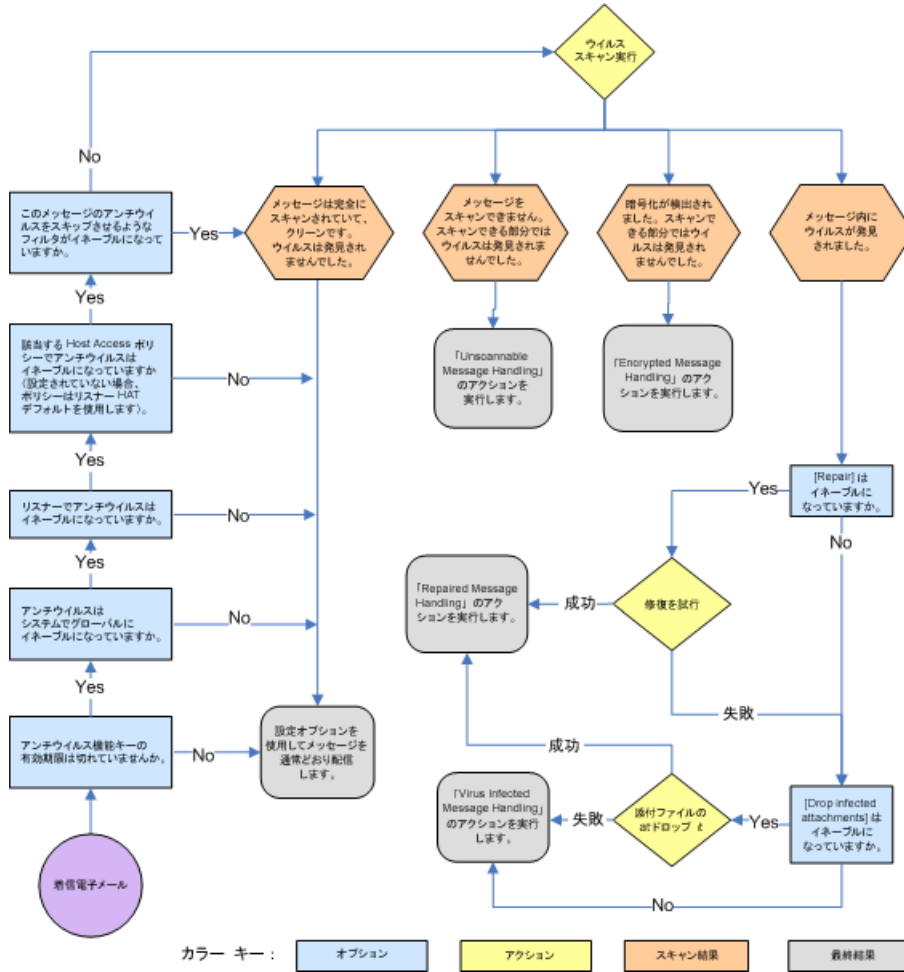 ウイルス
スキャン実行
No
このメッセージのアンチウイ
ルスをスキップさせるような
フィルタがイネーブルになって
いますか。
Yes
メッセージは完全に
スキャンされていて、
クリーンです。
ウイルスは発見され
ませんでした。
メッセージを
スキャンできません。
スキャンできる部分では
ウイルスは発見されま
せんでした。
暗号化が検出され
ました。スキャンで
きる部分ではウイ
ルスは発見されま
せんでした。
メッセージ内に
ウイルスが発見
されました。
Yes
該当する Host Access ポリ
シーでアンチウイルスは
イネーブルになっていますか
(設定されていない場合、
ポリシーはリスナー HAT
デフォルトを使用します)。
No
「Unscannable
Message Handling」
のアクションを
実行します。
「Encrypted Message
Handling」のアク
ションを実行します。
Yes
リスナーでアンチウイルスは
イネーブルになっていますか。
No
[Repair] は
イネーブルに
なっていますか。
Yes
No
Yes
アンチウイルスは
システムでグローバルに
イネーブルになっていますか。
No
「Repaired Message
Handling」のアク
ションを実行します。
成功
修復を試行
Yes
失敗
アンチウイルス機能キーの
有効期限は切れていませんか。
No
設定オプションを
使用してメッセージを
通常どおり配信
します。
成功
「Virus Infected
Message Handling」
のアクションを実行
します。
失敗
添付ファイルの
atドロップ t
Yes
[Drop infected
attachments] は
イネーブルに
なっていますか。
No
着信電子メール
カラー キー :
オプション
アクション
スキャン結果
最終結果